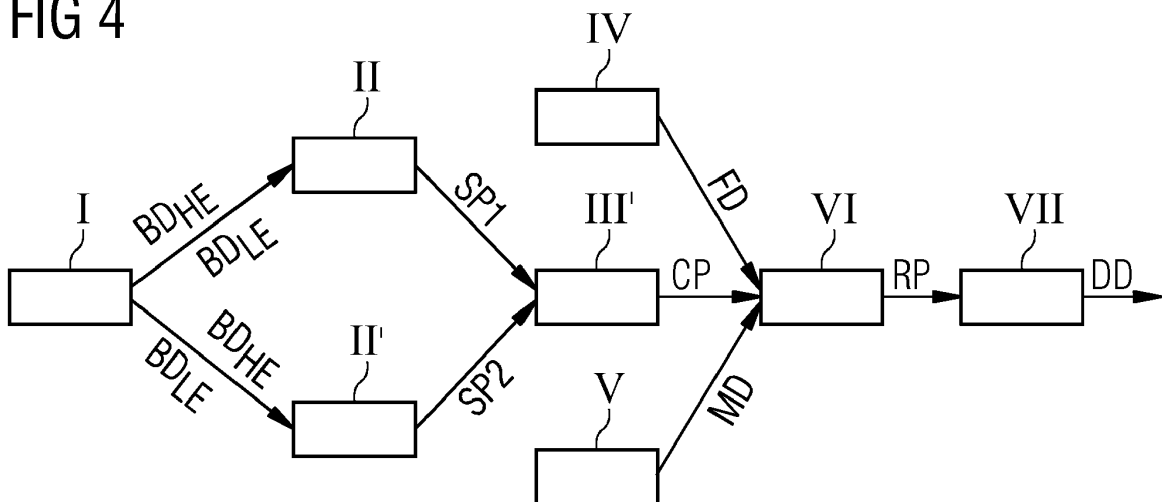 FIG 4
IV
II
FD
SP1
BDHE
BDLE
I
III'
VI
VII
CP
RP
DD
BDHE
BDLE
II'
SP2
V
MD